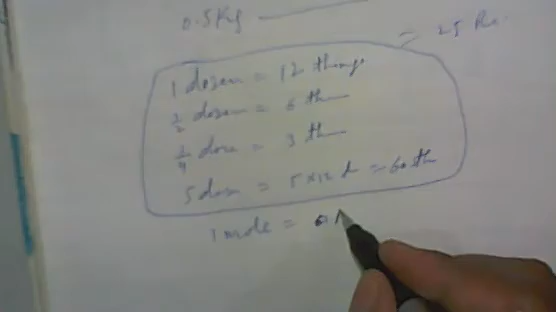 0.5 Kg
= 25 Rs.
1 dozen = 12 things
1/2 dozen = 6 th
1/4 doze = 3 th
5 dozen = 5 x 12 d = 60 th
1 mole =